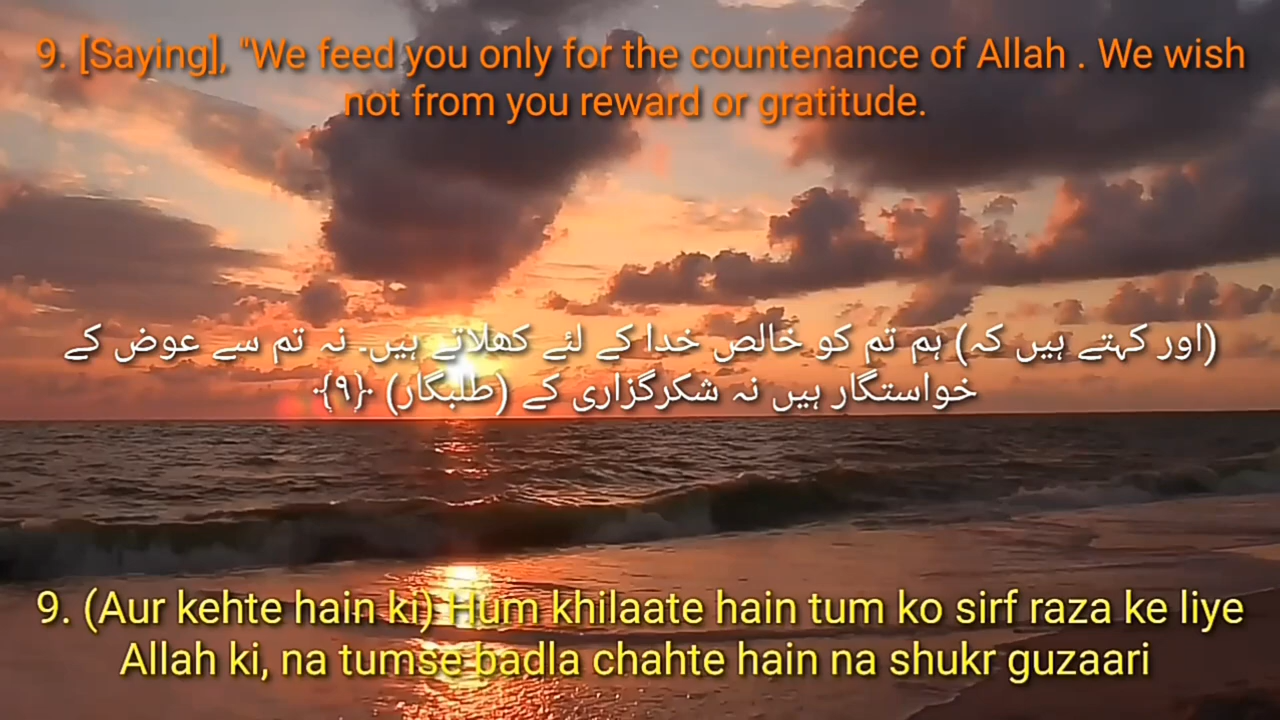 9. [Saying], "We feed you only for the countenance of Allah . We wish
not from you reward or gratitude.
(اور کہتے ہیں کہ) ہم تم کو خالص خدا کے لئے کھلاتے ہیں۔ نہ تم سے عوض کے
خواستگار ہیں نہ شکرگزاری کے (طلبگار) ﴿۹﴾
9. (Aur kehte hain ki) Hum khilaate hain tum ko sirf raza ke liye
Allah ki, na tumse badla chahte hain na shukr guzaari